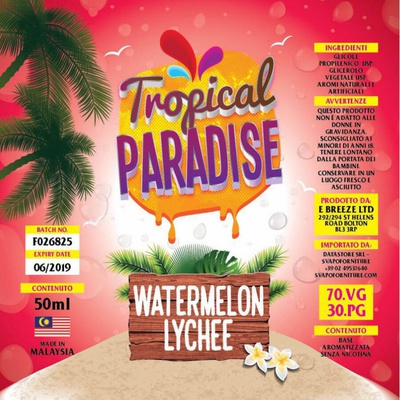 Tropical
PARADISE
WATERMELON
LYCHEE
BATCH NO.
F026825
EXPIRY DATE
06/2019
CONTENUTO
50ml
MADE IN
MALAYSIA
INGREDIENTI
GLICOLE
PROPILENICO USP
GLICEROLO
VEGETALE USP
AROMI NATURALI E
ARTIFICIALI
AVVERTENZE
QUESTO PRODOTTO
NON È ADATTO ALLE
DONNE IN
GRAVIDANZA.
SCONSIGLIATO AI
MINORI DI ANNI 18.
TENERE LONTANO
DALLA PORTATA DEI
BAMBINI.
CONSERVARE IN UN
LUOGO FRESCO E
ASCIUTTO
PRODOTTO DA:
E BREEZE LTD
292/294 ST HELENS
ROAD BOLTON
BL3 3RP
IMPORTATO DA:
DATASTORE SRL -
SVAPOFORNITURE
+39 02 49531640
SVAPOFORNITURE.COM
70.VG
30.PG
CONTENUTO
BASE
AROMATIZZATA
SENZA NICOTINA